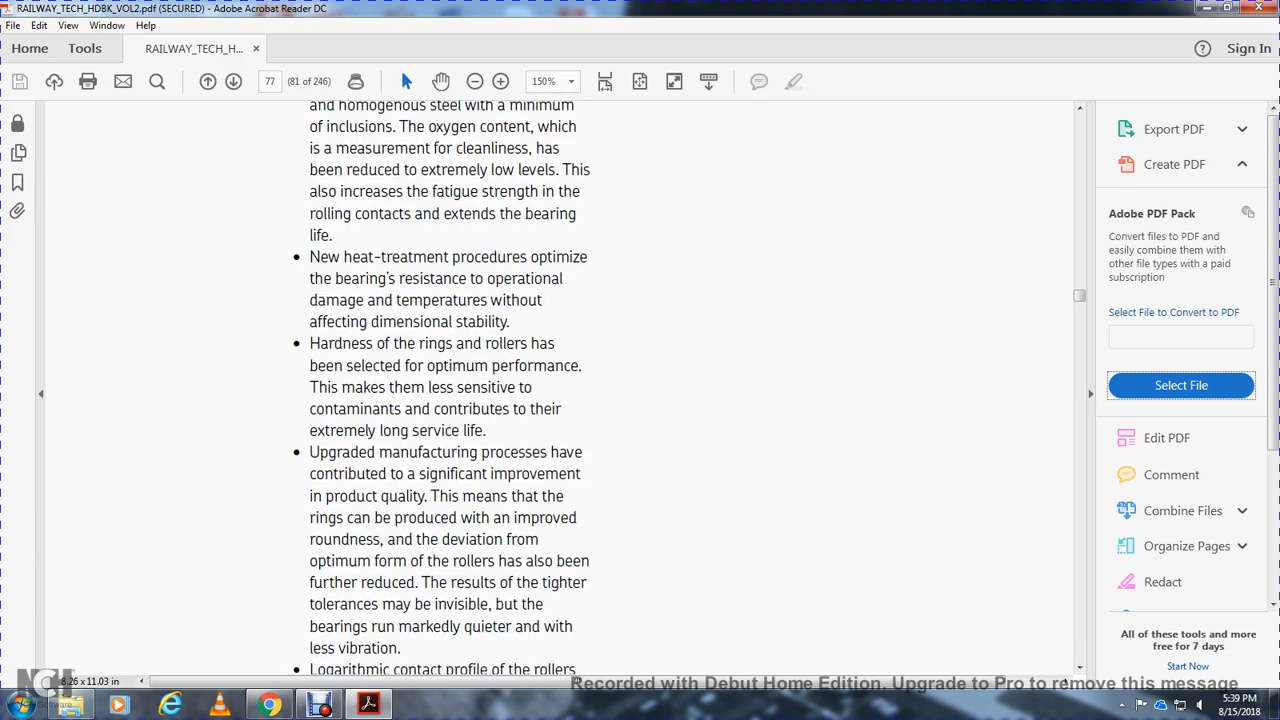 RAILWAY_TECH_HDBK_VOL2.pdf (SECURED) - Adobe Acrobat Reader DC
File Edit View Window Help
Home Tools RAILWAY_TECH_H... × Sign In
77 (81 of 246) 150%
and homogenous steel with a minimum
of inclusions. The oxygen content, which
is a measurement for cleanliness, has
been reduced to extremely low levels. This
also increases the fatigue strength in the
rolling contacts and extends the bearing
life.
• New heat-treatment procedures optimize
the bearing's resistance to operational
damage and temperatures without
affecting dimensional stability.
• Hardness of the rings and rollers has
been selected for optimum performance.
This makes them less sensitive to
contaminants and contributes to their
extremely long service life.
• Upgraded manufacturing processes have
contributed to a significant improvement
in product quality. This means that the
rings can be produced with an improved
roundness, and the deviation from
optimum form of the rollers has also been
further reduced. The results of the tighter
tolerances may be invisible, but the
bearings run markedly quieter and with
less vibration.
• Logarithmic contact profile of the rollers
8.26 x 11.03 in
Export PDF
Create PDF
Adobe PDF Pack
Convert files to PDF and
easily combine them with
other file types with a paid
subscription
Select File to Convert to PDF
Select File
Edit PDF
Comment
Combine Files
Organize Pages
Redact
All of these tools and more
free for 7 days
Start Now
NCH
Software
Recorded with Debut Home Edition. Upgrade to Pro to remove this message
5:39 PM
8/15/2018